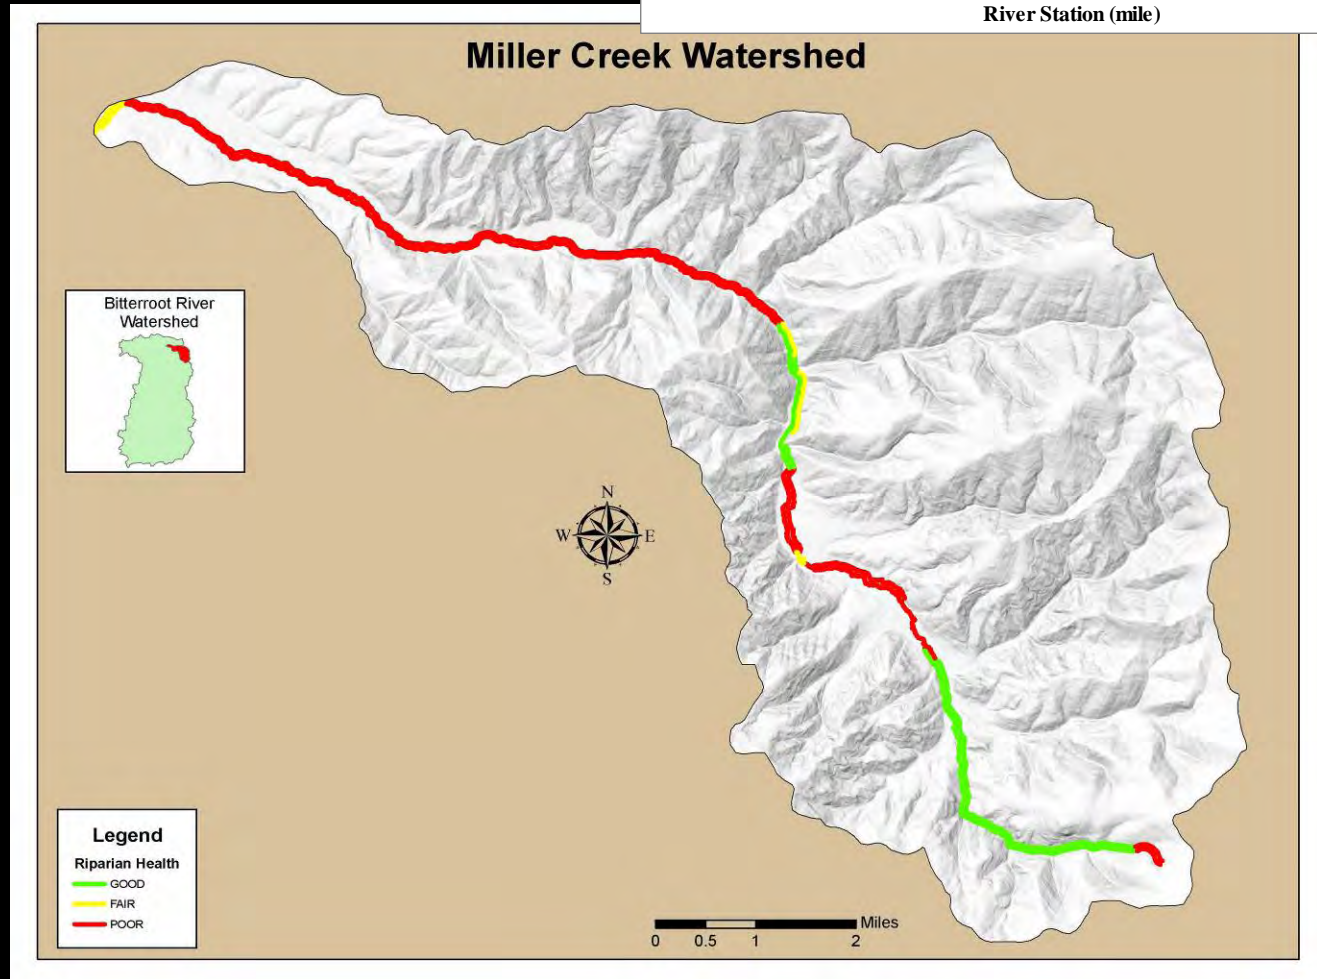 River Station (mile)
Miller Creek Watershed
Bitterroot River
Watershed
N
W E
S
Legend
Riparian Health
GOOD
FAIR
POOR
Miles
0 0.5 1 2